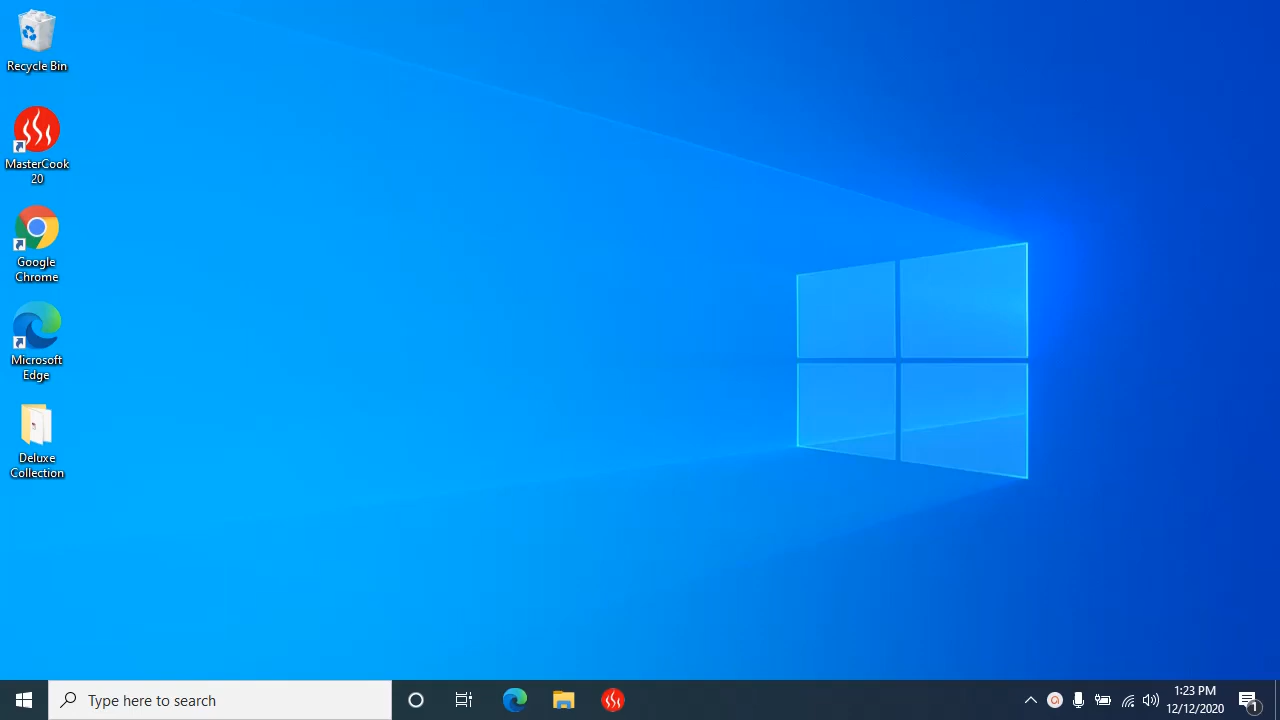 Recycle Bin
MasterCook
20
Google
Chrome
Microsoft
Edge
Deluxe
Collection
Type here to search
1:23 PM
12/12/2020
1